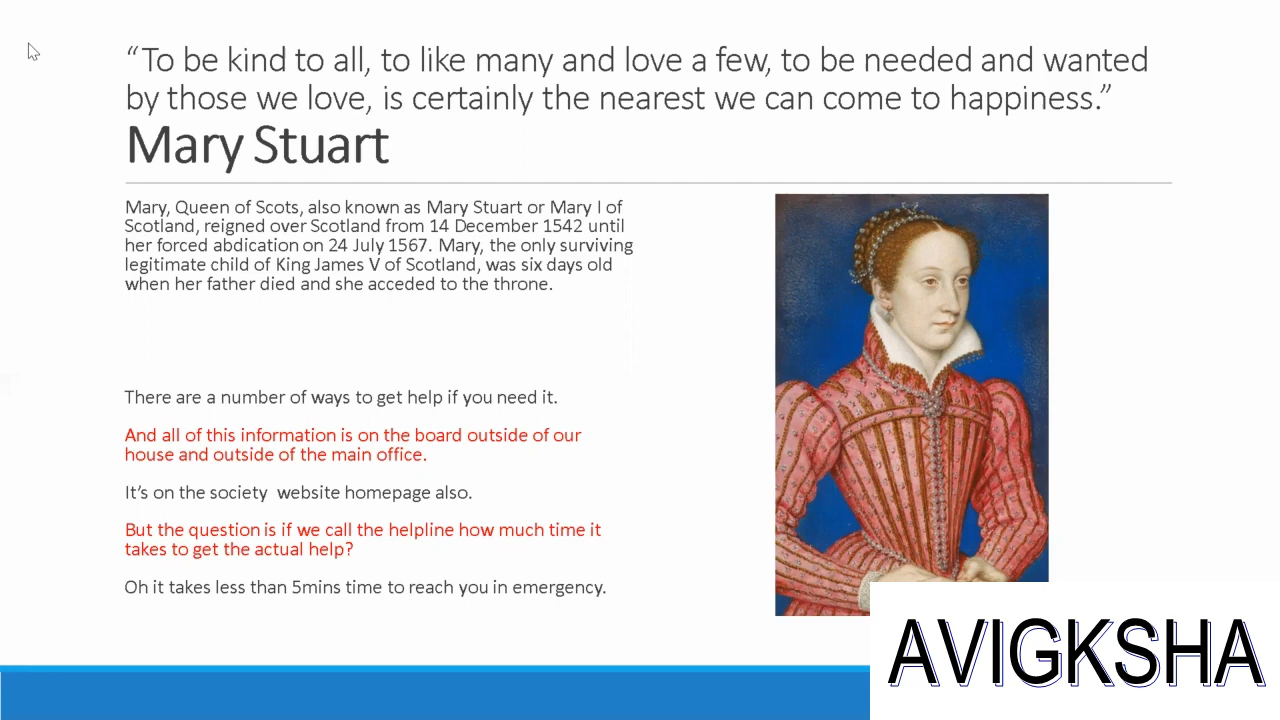 “To be kind to all, to like many and love a few, to be needed and wanted
by those we love, is certainly the nearest we can come to happiness.”
Mary Stuart
Mary, Queen of Scots, also known as Mary Stuart or Mary I of
Scotland, reigned over Scotland from 14 December 1542 until
her forced abdication on 24 July 1567. Mary, the only surviving
legitimate child of King James V of Scotland, was six days old
when her father died and she acceded to the throne.
There are a number of ways to get help if you need it.
And all of this information is on the board outside of our
house and outside of the main office.
It’s on the society  website homepage also.
But the question is if we call the helpline how much time it
takes to get the actual help?
Oh it takes less than 5mins time to reach you in emergency.
AVIGKSHA